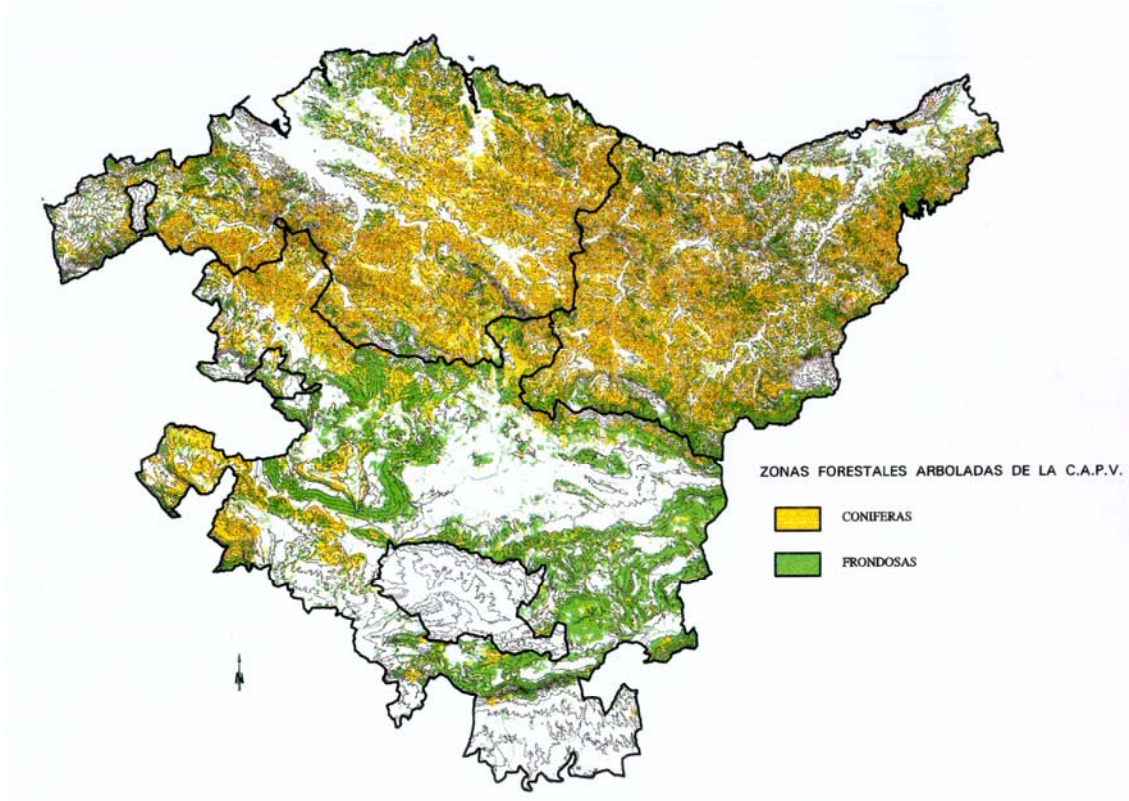 ZONAS FORESTALES ARBOLADAS DE LA C.A.P.V.
CONIFERAS
FRONDOSAS
N